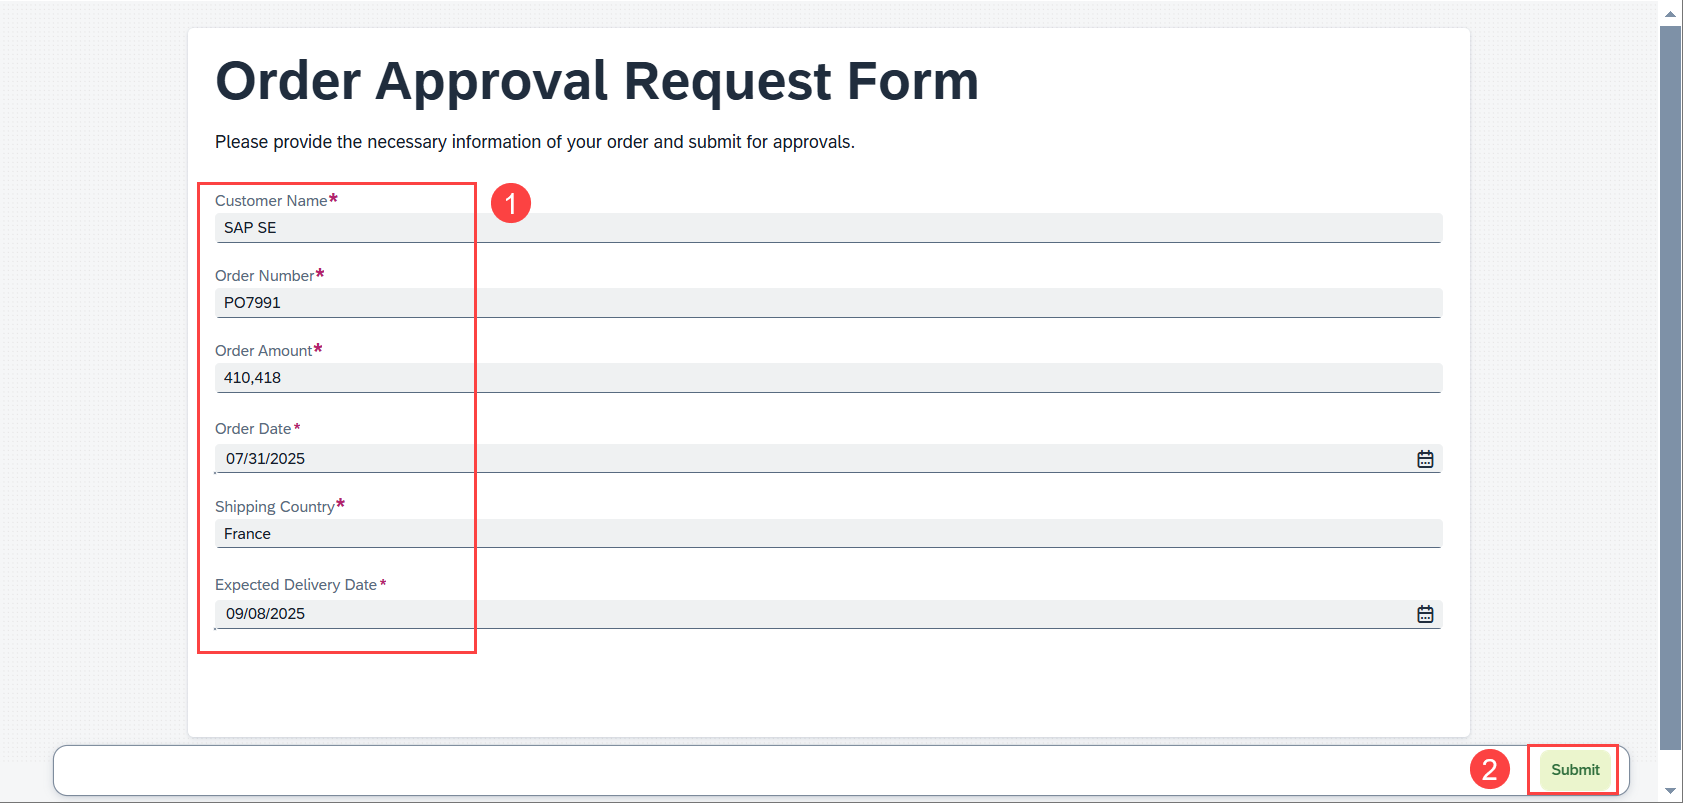 Order Approval Request Form
Please provide the necessary information of your order and submit for approvals.
Customer Name*
1
SAP SE
Order Number*
PO7991
Order Amount*
410,418
Order Date*
07/31/2025
Shipping Country*
France
Expected Delivery Date*
09/08/2025
2
Submit